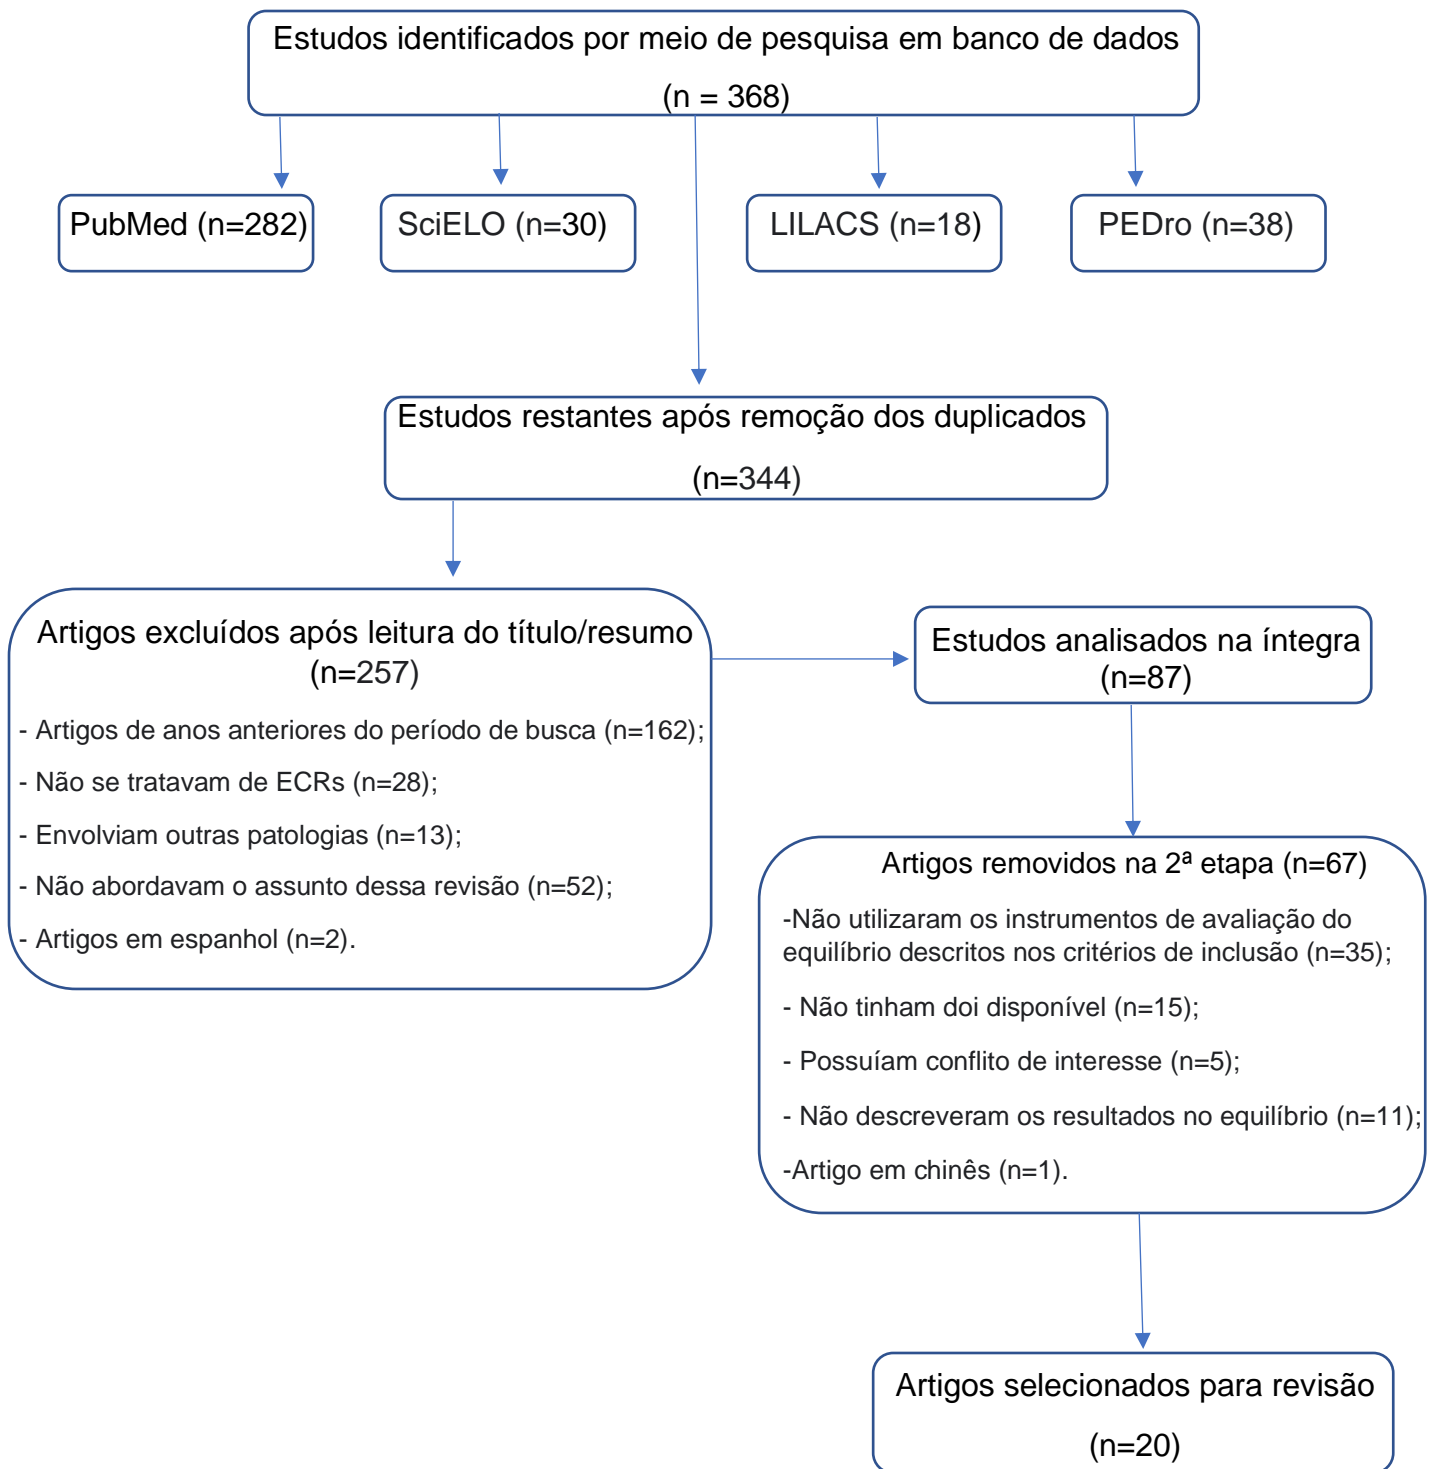 Estudos identificados por meio de pesquisa em banco de dados
(n = 368)
PubMed (n=282)
SciELO (n=30)
LILACS (n=18)
PEDro (n=38)
Estudos restantes após remoção dos duplicados
(n=344)
Artigos excluídos após leitura do título/resumo
(n=257)
- Artigos de anos anteriores do período de busca (n=162);
- Não se tratavam de ECRs (n=28);
- Envolviam outras patologias (n=13);
- Não abordavam o assunto dessa revisão (n=52);
- Artigos em espanhol (n=2).
Estudos analisados na íntegra
(n=87)
Artigos removidos na 2ª etapa (n=67)
-Não utilizaram os instrumentos de avaliação do
equilíbrio descritos nos critérios de inclusão (n=35);
- Não tinham doi disponível (n=15);
- Possuíam conflito de interesse (n=5);
- Não descreveram os resultados no equilíbrio (n=11);
-Artigo em chinês (n=1).
Artigos selecionados para revisão
(n=20)